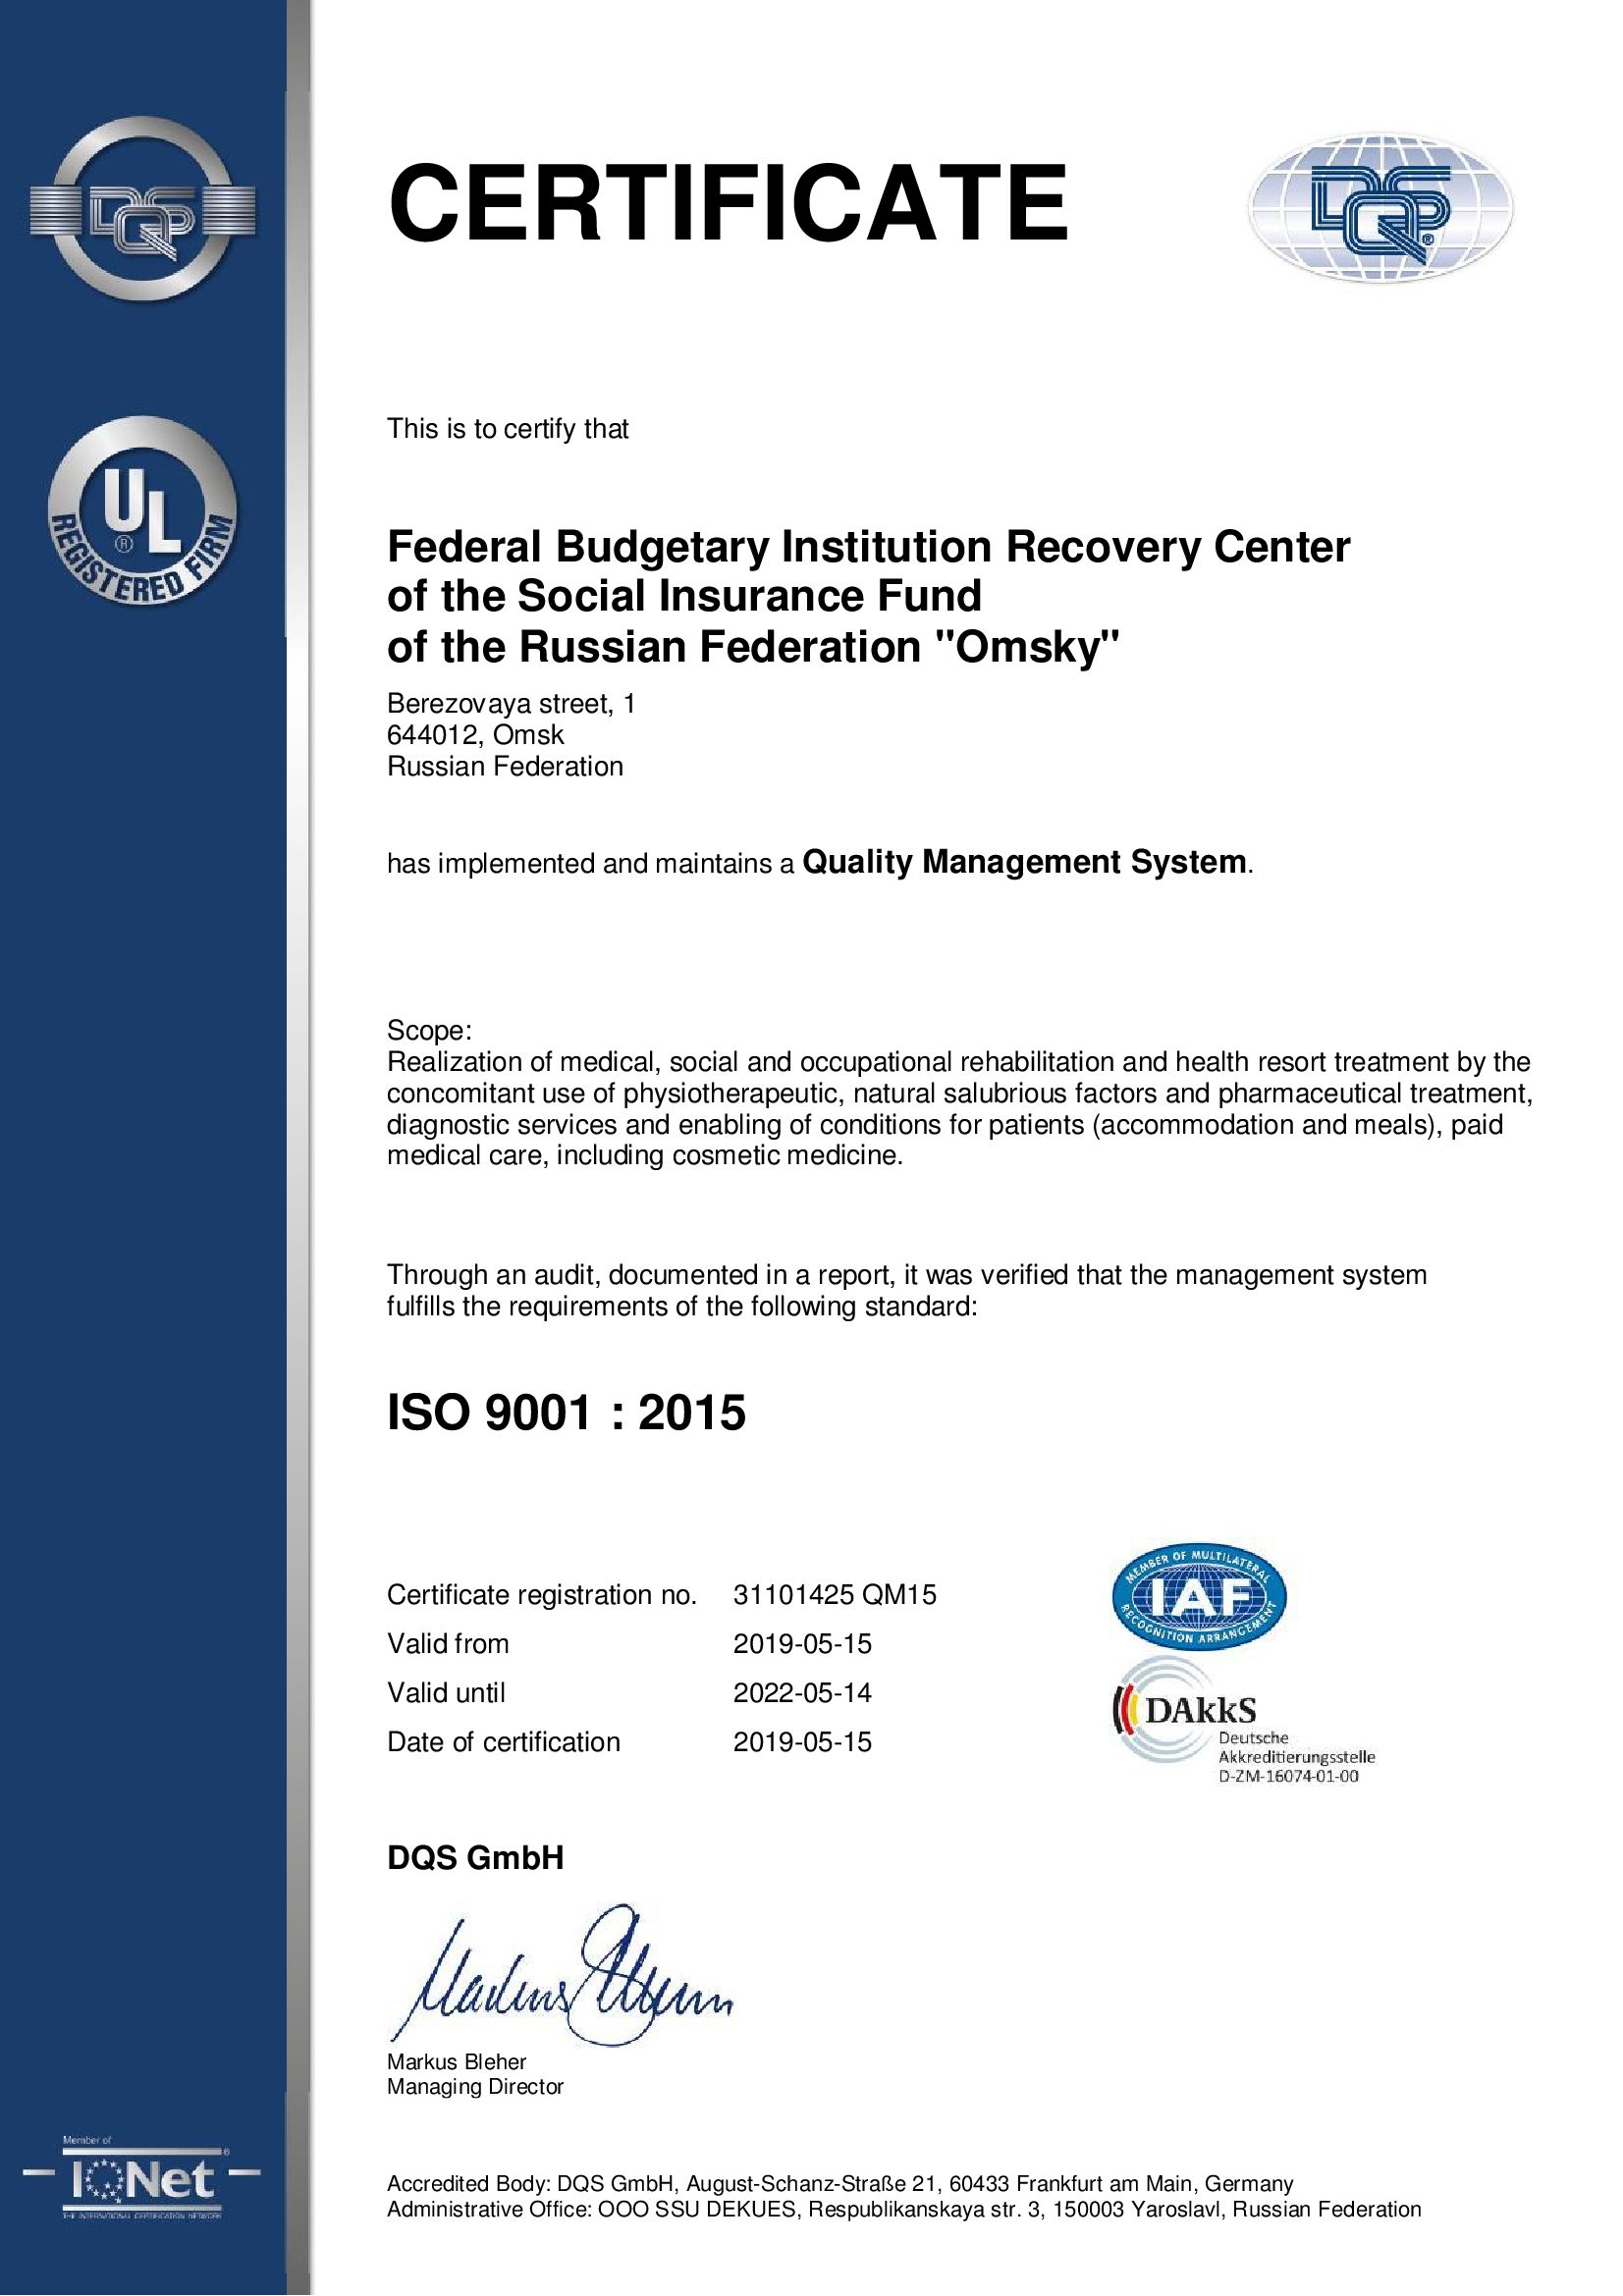 DQS
CERTIFICATE
DQS®
This is to certify that
UL
®
REGISTERED FIRM
Federal Budgetary Institution Recovery Center
of the Social Insurance Fund
of the Russian Federation "Omsky"
Berezovaya street, 1
644012, Omsk
Russian Federation
has implemented and maintains a Quality Management System.
Scope:
Realization of medical, social and occupational rehabilitation and health resort treatment by the
concomitant use of physiotherapeutic, natural salubrious factors and pharmaceutical treatment,
diagnostic services and enabling of conditions for patients (accommodation and meals), paid
medical care, including cosmetic medicine.
Through an audit, documented in a report, it was verified that the management system
fulfills the requirements of the following standard:
ISO 9001 : 2015
Certificate registration no. 31101425 QM15
Valid from 2019-05-15
Valid until 2022-05-14
Date of certification 2019-05-15
MEMBER OF MULTILATERAL
IAF
RECOGNITION ARRANGEMENT
DAkkS
Deutsche
Akkreditierungsstelle
D-ZM-16074-01-00
DQS GmbH
Markus Bleher
Managing Director
Member of
IQNet®
THE INTERNATIONAL CERTIFICATION NETWORK
Accredited Body: DQS GmbH, August-Schanz-Straße 21, 60433 Frankfurt am Main, Germany
Administrative Office: OOO SSU DEKUES, Respublikanskaya str. 3, 150003 Yaroslavl, Russian Federation